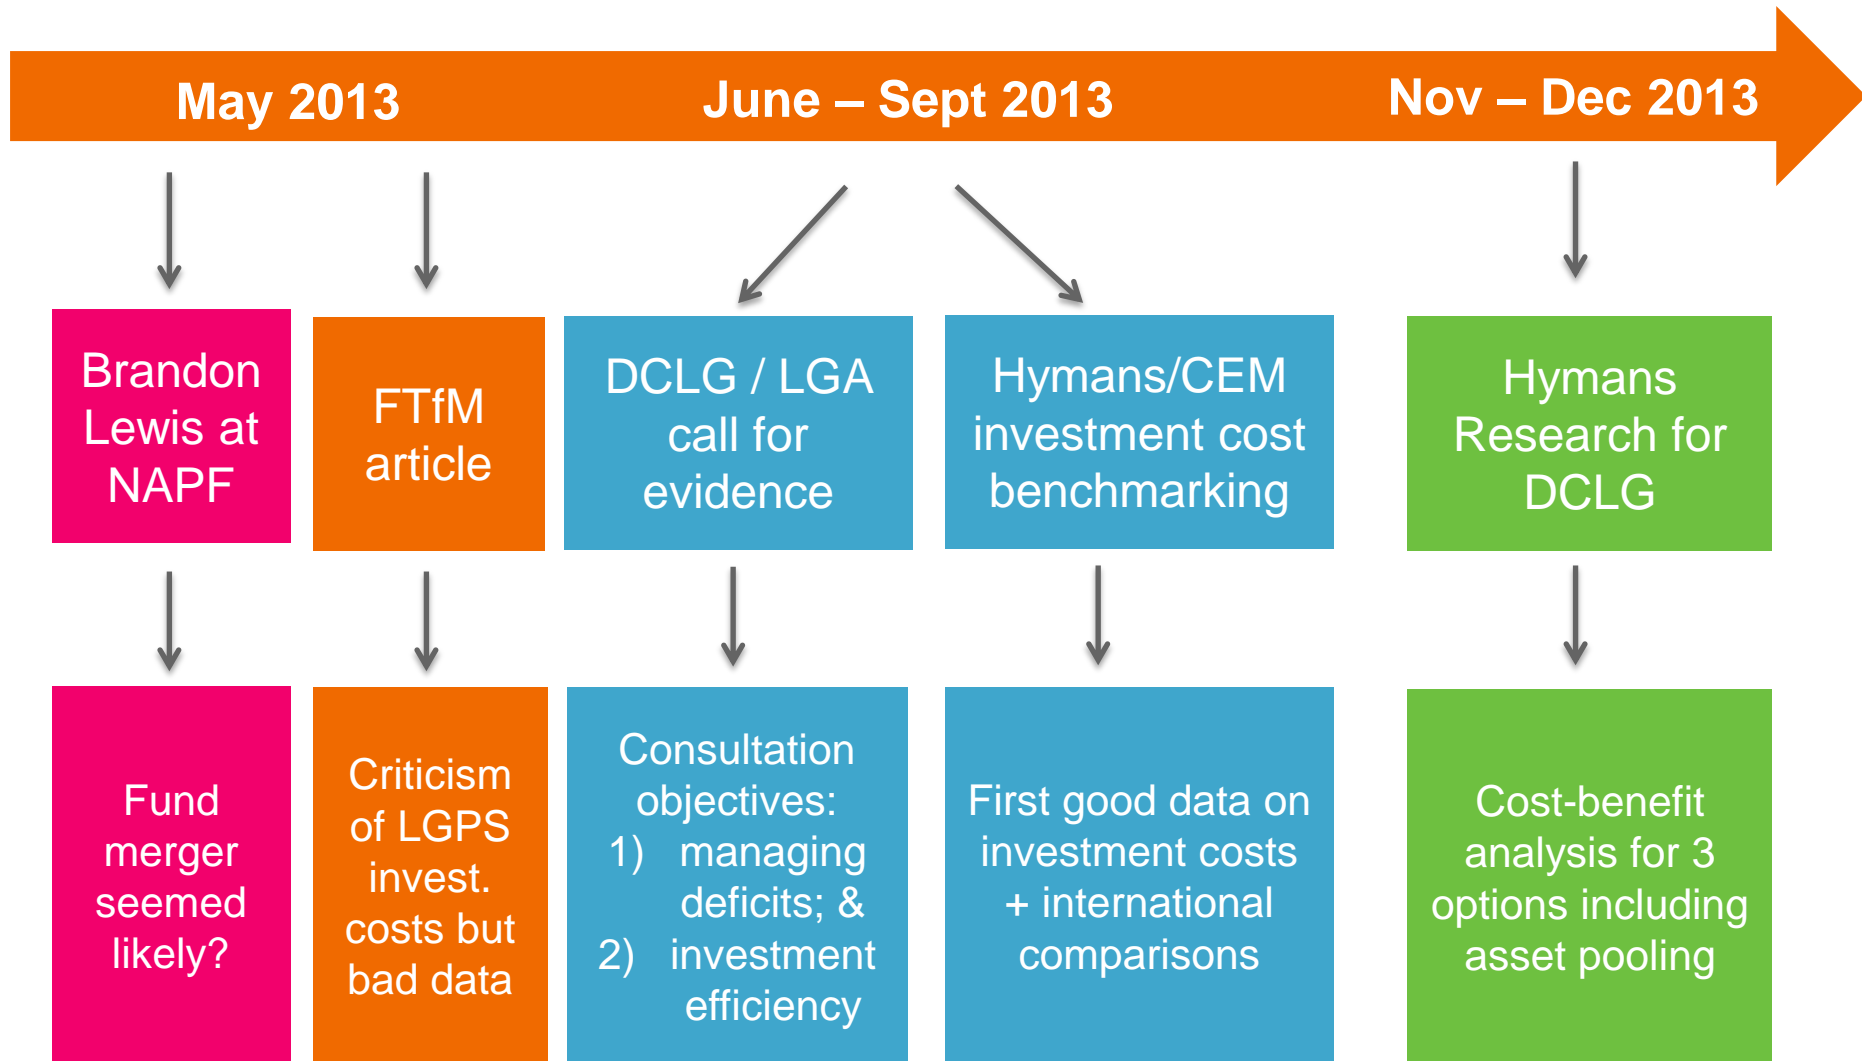 May 2013
June – Sept 2013
Nov – Dec 2013
Brandon
Lewis at
NAPF
FTfM
article
DCLG / LGA
call for
evidence
Hymans/CEM
investment cost
benchmarking
Hymans
Research for
DCLG
Fund
merger
seemed
likely?
Criticism
of LGPS
invest.
costs but
bad data
Consultation
objectives:
1) managing
deficits; &
2) investment
efficiency
First good data on
investment costs
+ international
comparisons
Cost-benefit
analysis for 3
options including
asset pooling